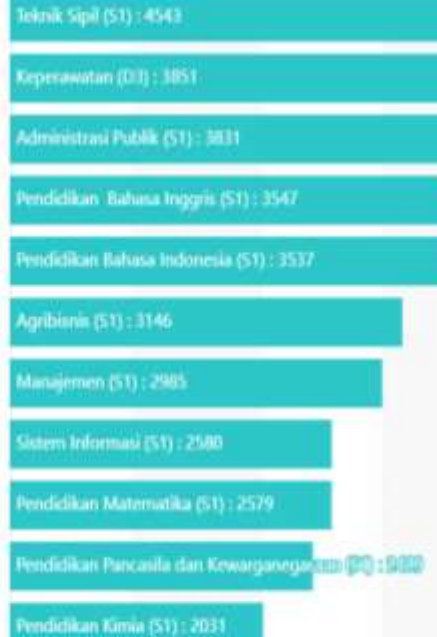 Teknik Sipil (S1) : 4543
Keperawatan (D3) : 3851
Administrasi Publik (S1) : 3831
Pendidikan Bahasa Inggris (S1) : 3547
Pendidikan Bahasa Indonesia (S1) : 3537
Agribisnis (S1) : 3146
Manajemen (S1) : 2985
Sistem Informasi (S1) : 2580
Pendidikan Matematika (S1) : 2579
Pendidikan Pancasila dan Kewarganegaraan (S1) :
Pendidikan Kimia (S1) : 2031